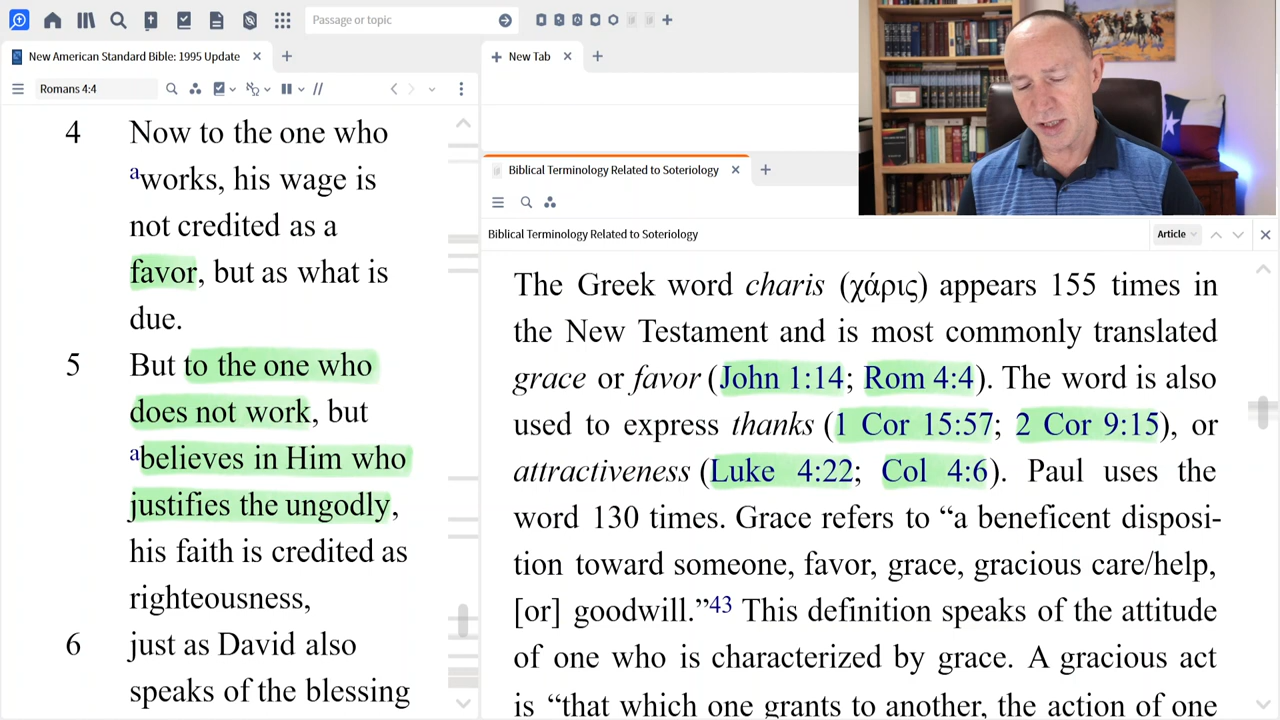 Passage or topic
New American Standard Bible: 1995 Update
New Tab
Romans 4:4
4 Now to the one who
aworks, his wage is
not credited as a
favor, but as what is
due.
5 But to the one who
does not work, but
abelieves in Him who
justifies the ungodly,
his faith is credited as
righteousness,
6 just as David also
speaks of the blessing
Biblical Terminology Related to Soteriology
Biblical Terminology Related to Soteriology
Article
The Greek word charis (χάρις) appears 155 times in
the New Testament and is most commonly translated
grace or favor (John 1:14; Rom 4:4). The word is also
used to express thanks (1 Cor 15:57; 2 Cor 9:15), or
attractiveness (Luke 4:22; Col 4:6). Paul uses the
word 130 times. Grace refers to “a beneficent disposi-
tion toward someone, favor, grace, gracious care/help,
[or] goodwill.”43 This definition speaks of the attitude
of one who is characterized by grace. A gracious act
is “that which one grants to another, the action of one